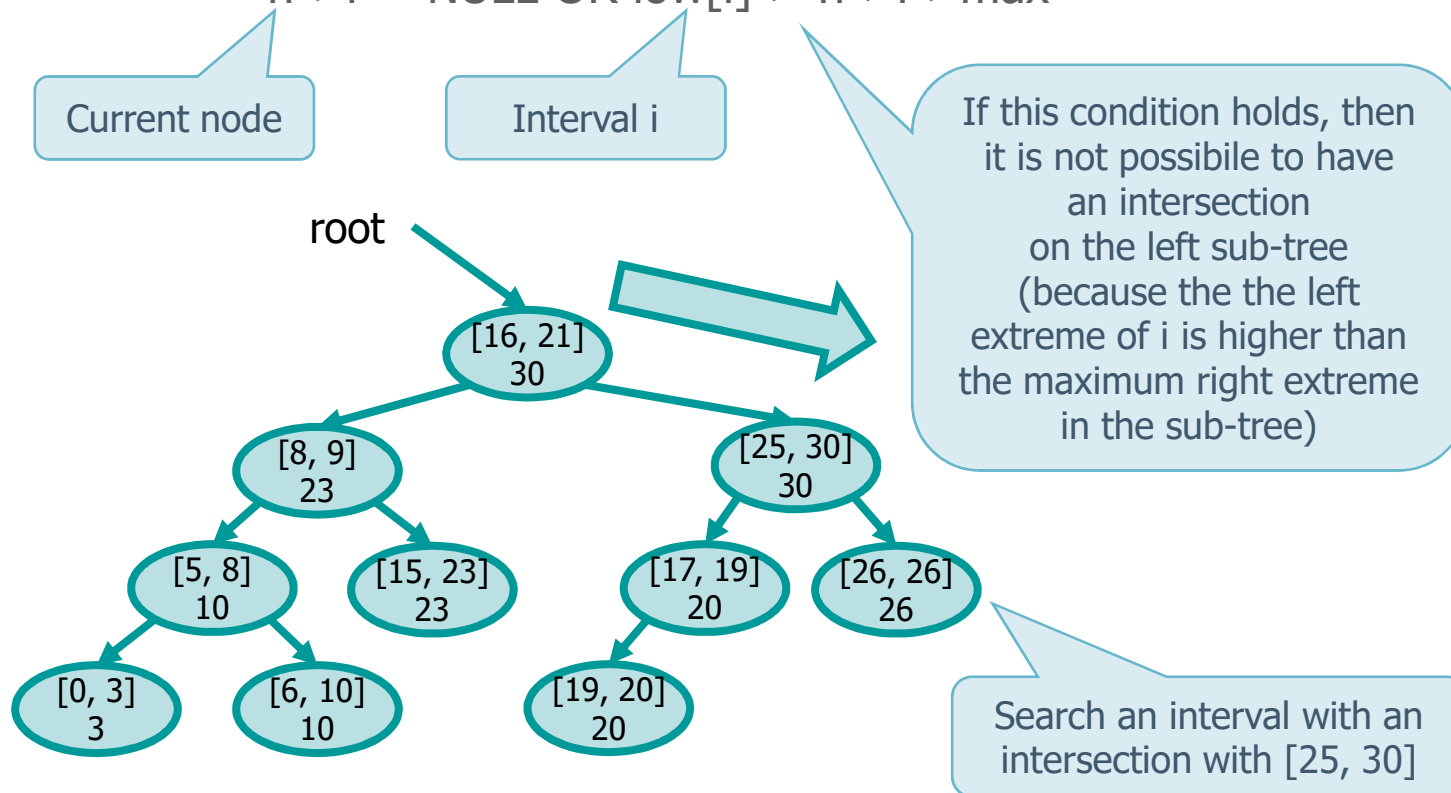 NULL OR low[i] max
Current node
Interval i
If this condition holds, then
it is not possibile to have
an intersection
on the left sub-tree
(because the the left
extreme of i is higher than
the maximum right extreme
in the sub-tree)
root
[16, 21]
30
[8, 9]
23
[25, 30]
30
[5, 8]
10
[15, 23]
23
[17, 19]
20
[26, 26]
26
[0, 3]
3
[6, 10]
10
[19, 20]
20
Search an interval with an
intersection with [25, 30]